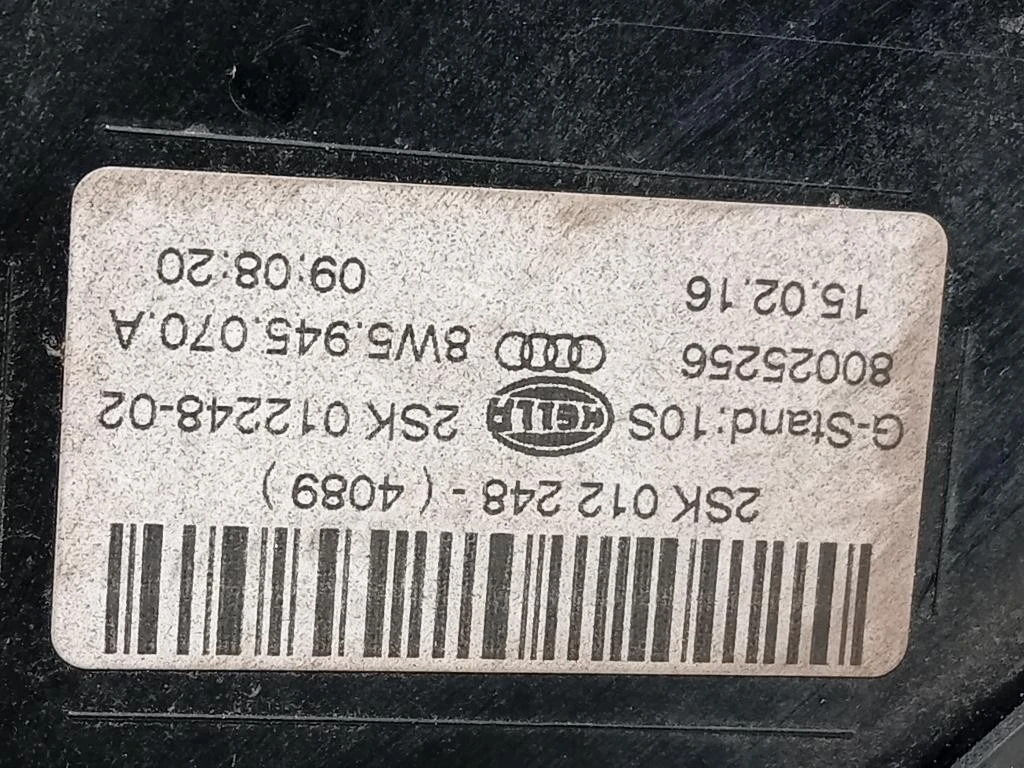 2SK 012 248 - ( 4089 )
G-Stand:10S HELLA 2SK 012248-02
80025256 8W5.945.070.A
15.02.16 09:08:20